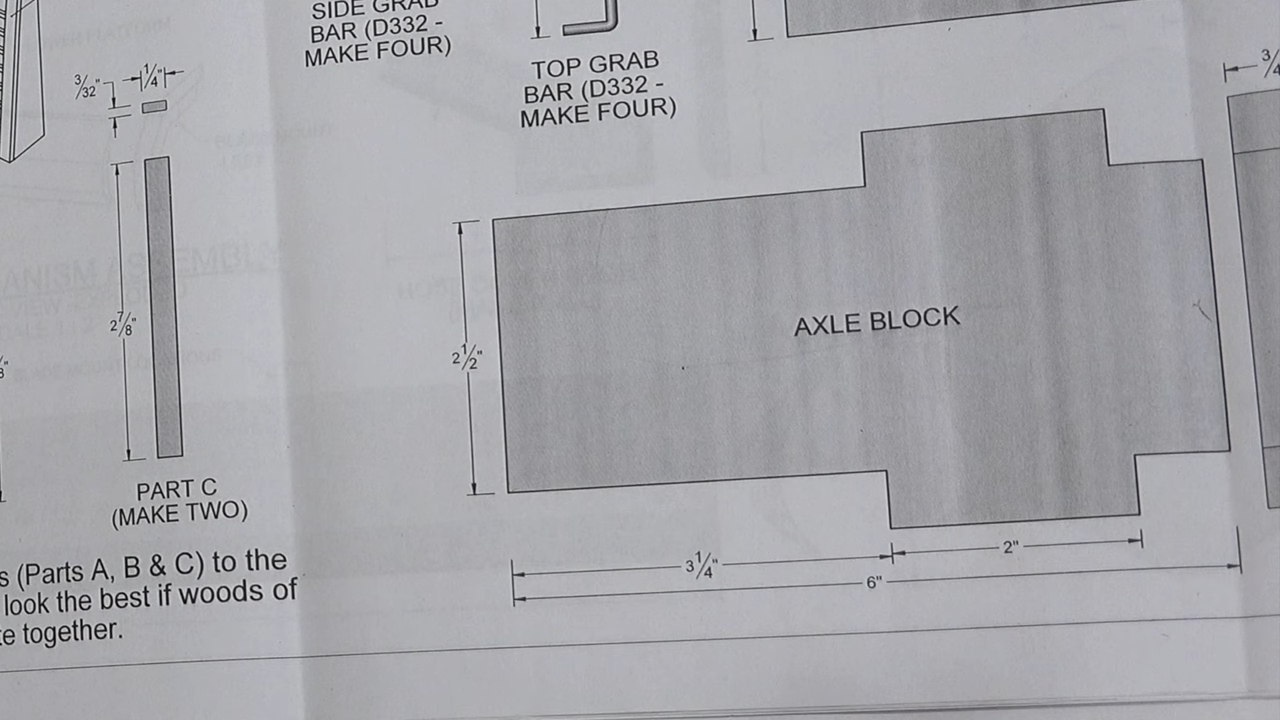 SIDE GRAB
BAR (D332 -
MAKE FOUR)
TOP GRAB
BAR (D332 -
MAKE FOUR)
3/32"
1/4"
3/4
2 7/8"
PART C
(MAKE TWO)
2 1/2"
AXLE BLOCK
3 1/4"
2"
6"
s (Parts A, B & C) to the
look the best if woods of
te together.